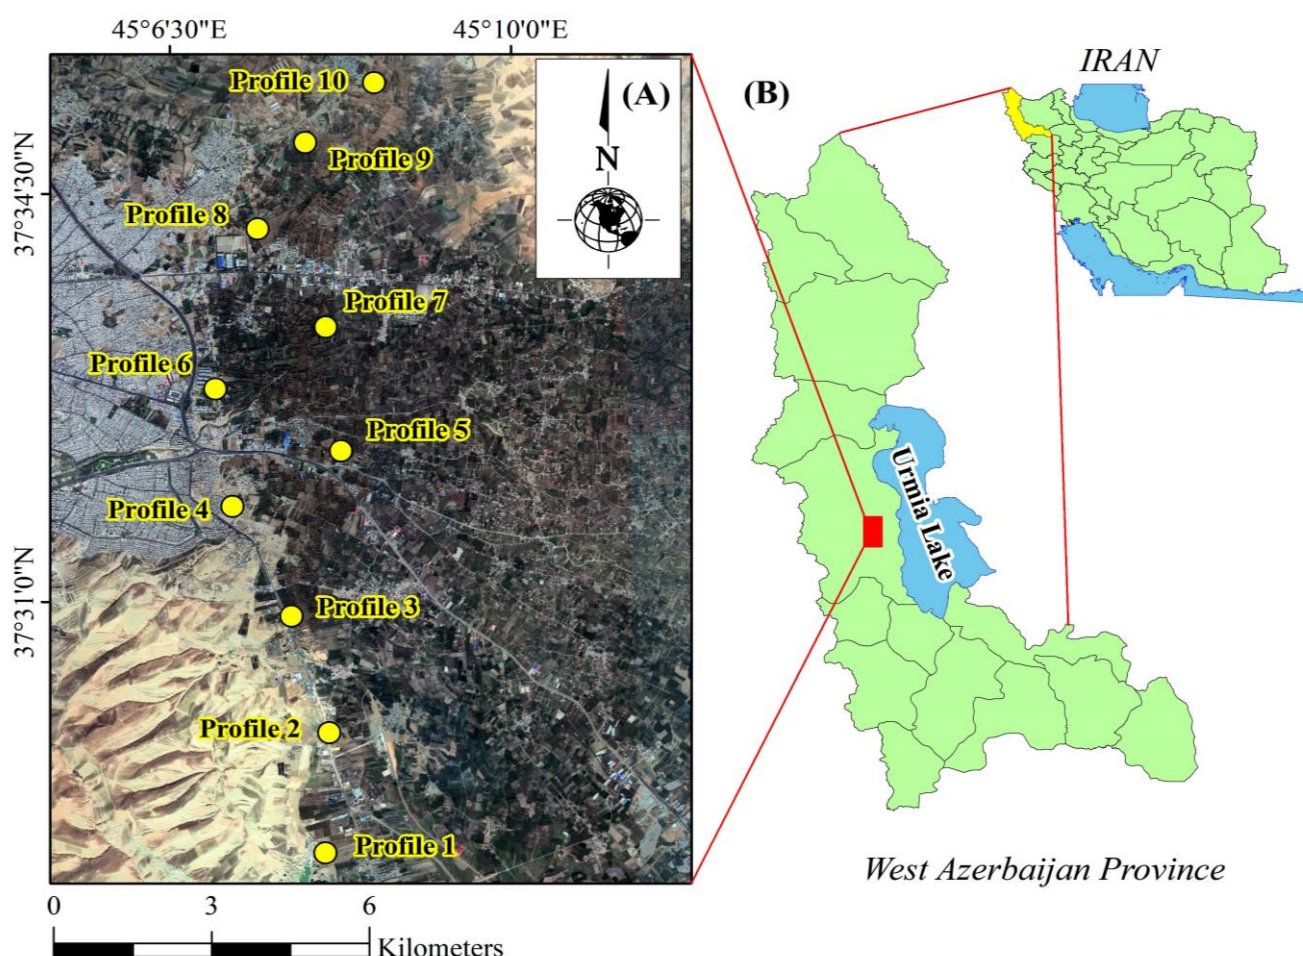 45°6'30"E 45°10'0"E
37°34'30"N
37°31'0"N
Profile 10
(A)
N
Profile 9
Profile 8
Profile 7
Profile 6
Profile 5
Profile 4
Profile 3
Profile 2
Profile 1
0 3 6
Kilometers
(B)
IRAN
Urmia Lake
West Azerbaijan Province